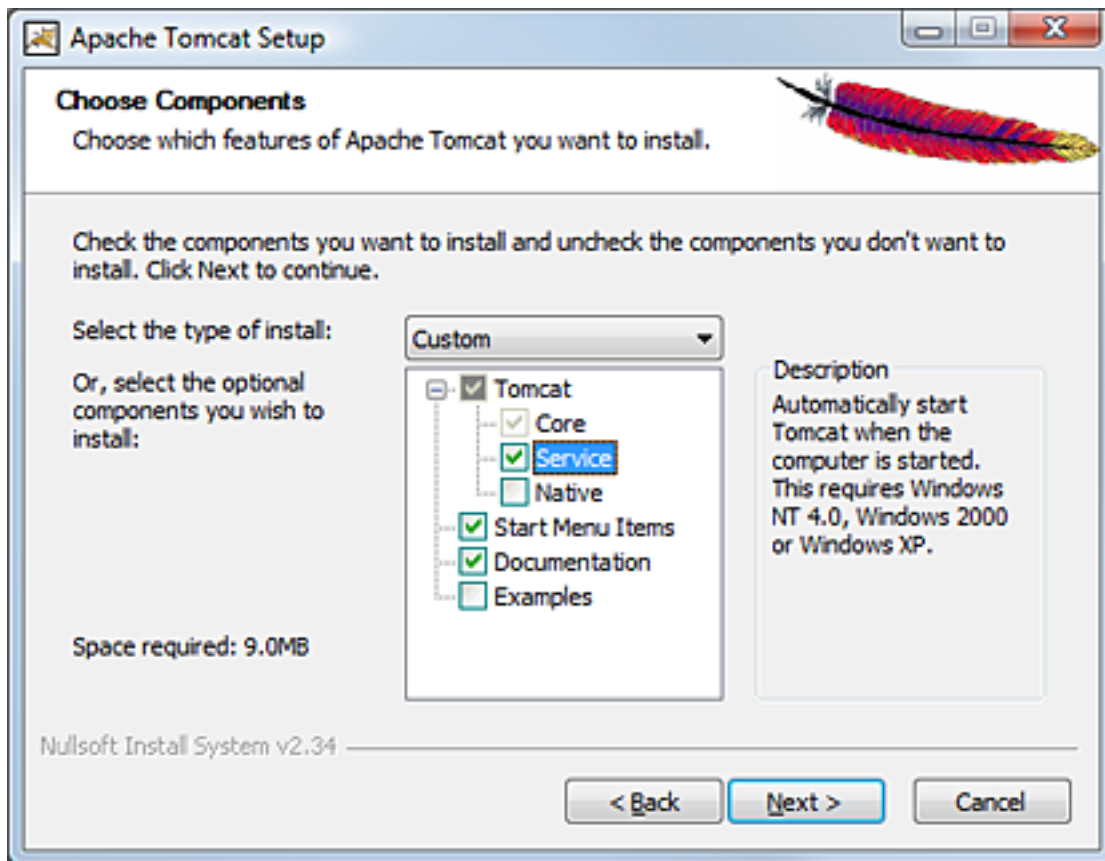 Apache Tomcat Setup
Choose Components
Choose which features of Apache Tomcat you want to install.
Check the components you want to install and uncheck the components you don't want to
install. Click Next to continue.
Select the type of install:
Custom
Or, select the optional
components you wish to
install:
Tomcat
Core
Service
Native
Start Menu Items
Documentation
Examples
Description
Automatically start
Tomcat when the
computer is started.
This requires Windows
NT 4.0, Windows 2000
or Windows XP.
Space required: 9.0MB
Nullsoft Install System v2.34
< Back
Next >
Cancel